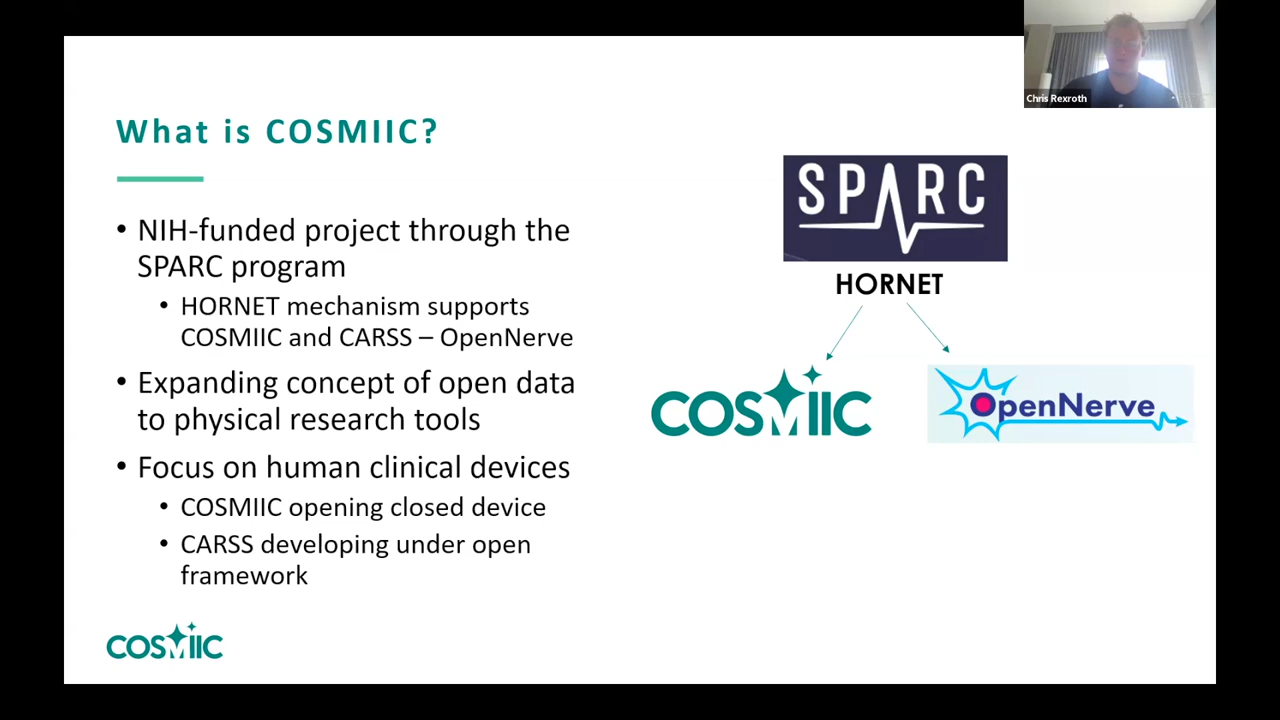 Chris Rexroth
What is COSMIIC?
• NIH-funded project through the
SPARC program
• HORNET mechanism supports
COSMIIC and CARSS – OpenNerve
• Expanding concept of open data
to physical research tools
• Focus on human clinical devices
• COSMIIC opening closed device
• CARSS developing under open
framework
SPARC
HORNET
COSMIIC
OpenNerve
COSMIIC